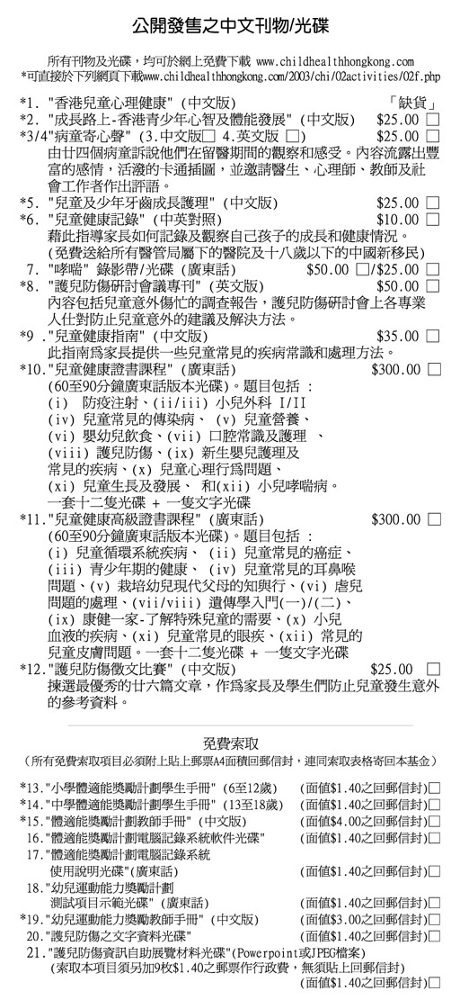 公開發售之中文刊物/光碟
所有刊物及光碟，均可於網上免費下載 www.childhealthhongkong.com
*可直接於下列網頁下載www.childhealthhongkong.com/2003/chi/02activities/02f.php
*1. "香港兒童心理健康" (中文版) 「缺貨」
*2. "成長路上-香港青少年心智及體能發展" (中文版) $25.00 □
*3/4"病童寄心聲" (3.中文版□ 4.英文版 □) $25.00 □
由廿四個病童訴說他們在留醫期間的觀察和感受。內容流露出豐
富的感情，活潑的卡通插圖，並邀請醫生、心理師、教師及社
會工作者作出評語。
*5. "兒童及少年牙齒成長護理" (中文版) $25.00 □
*6. "兒童健康記錄" (中英對照) $10.00 □
藉此指導家長如何記錄及觀察自己孩子的成長和健康情況。
(免費送給所有醫管局屬下的醫院及十八歲以下的中國新移民)
7. "哮喘" 錄影帶/光碟 (廣東話) $50.00 □/$25.00 □
*8. "護兒防傷研討會議專刊" (英文版) $50.00 □
內容包括兒童意外傷忙的調查報告，護兒防傷研討會上各專業
人仕對防止兒童意外的建議及解決方法。
*9 ."兒童健康指南" (中文版) $35.00 □
此指南為家長提供一些兒童常見的疾病常識和處理方法。
*10."兒童健康證書課程" (廣東話) $300.00 □
(60至90分鐘廣東話版本光碟)。題目包括 :
(i) 防疫注射、(ii/iii) 小兒外科 I/II
(iv) 兒童常見的傳染病、 (v) 兒童營養、
(vi) 嬰幼兒飲食、(vii) 口腔常識及護理 、
(viii) 護兒防傷、(ix) 新生嬰兒護理及
常見的疾病、(x) 兒童心理行為問題、
(xi) 兒童生長及發展、 和(xii) 小兒哮喘病。
一套十二隻光碟 + 一隻文字光碟
*11."兒童健康高級證書課程" (廣東話) $300.00 □
(60至90分鐘廣東話版本光碟)。題目包括 :
(i) 兒童循環系統疾病、 (ii) 兒童常見的癌症、
(iii) 青少年期的健康、 (iv) 兒童常見的耳鼻喉
問題、(v) 栽培幼兒現代父母的知與行、(vi) 虐兒
問題的處理、(vii/viii) 遺傳學入門(一)/(二)、
(ix) 康健一家-了解特殊兒童的需要、(x) 小兒
血液的疾病、(xi) 兒童常見的眼疾、(xii) 常見的
兒童皮膚問題。一套十二隻光碟 + 一隻文字光碟
*12."護兒防傷徵文比賽" (中文版) $25.00 □
揀選最優秀的廿六篇文章，作為家長及學生們防止兒童發生意外
的參考資料。
免費索取
(所有免費索取項目必須附上貼上郵票A4面積回郵信封，連同索取表格寄回本基金)
*13."小學體適能獎勵計劃學生手冊" (6至12歲) (面値$1.40之回郵信封)□
*14."中學體適能獎勵計劃學生手冊" (13至18歲) (面値$1.40之回郵信封)□
*15."體適能獎勵計劃教師手冊" (中文版) (面値$4.00之回郵信封)□
16."體適能獎勵計劃電腦記錄系統軟件光碟" (面値$1.40之回郵信封)□
17."體適能獎勵計劃電腦記錄系統
使用說明光碟"(廣東話) (面値$1.40之回郵信封)□
18."幼兒運動能力獎勵計劃
測試項目示範光碟" (廣東話) (面値$1.40之回郵信封)□
*19."幼兒運動能力獎勵教師手冊" (中文版) (面値$3.00之回郵信封)□
20."護兒防傷之文字資料光碟" (面値$1.40之回郵信封)□
21."護兒防傷資訊自助展覽材料光碟"(Powerpoint或JPEG檔案)
(索取本項目須另加9枚$1.40之郵票作行政費，無須貼上回郵信封)
(面値$1.40之回郵信封)□